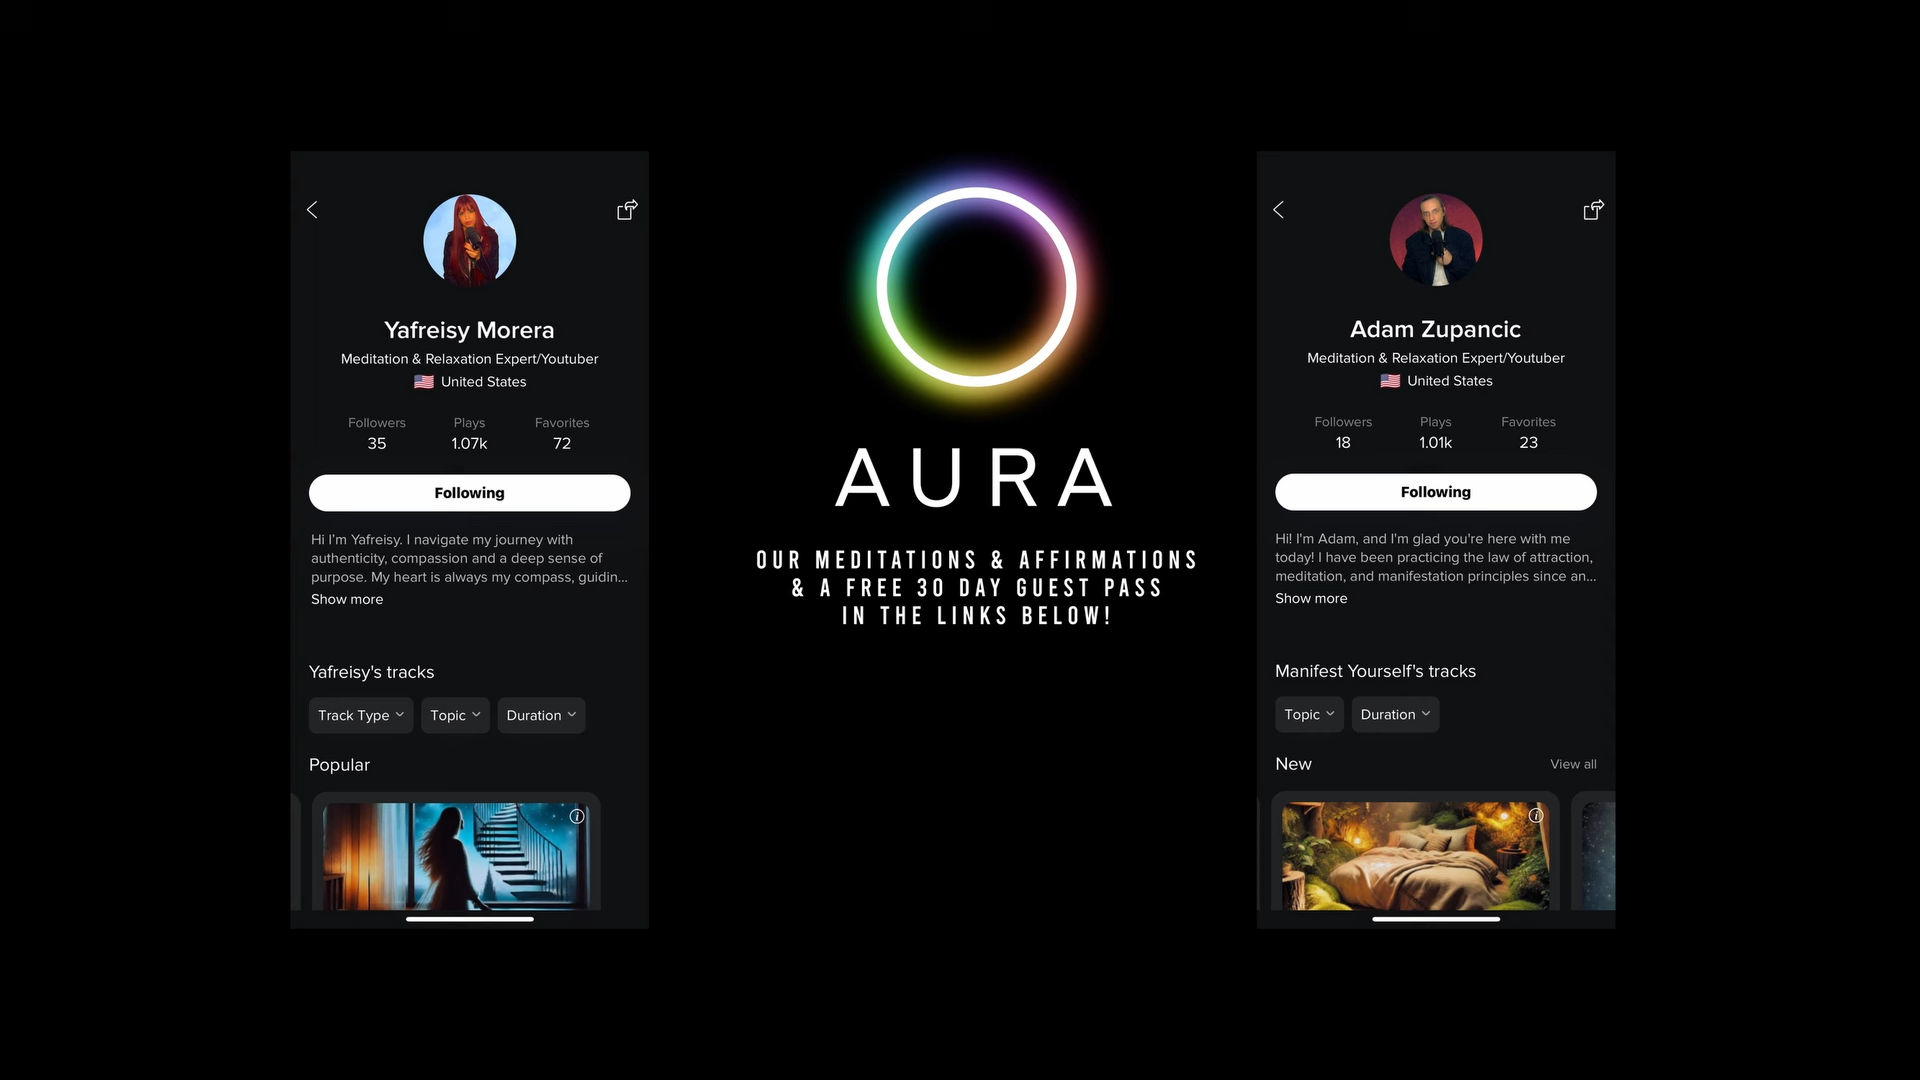 Yafreisy Morera
Meditation & Relaxation Expert/Youtuber
United States
Followers Plays Favorites
35 1.07k 72
Following
Hi I'm Yafreisy. I navigate my journey with
authenticity, compassion and a deep sense of
purpose. My heart is always my compass, guidin...
Show more
Yafreisy's tracks
Track Type Topic Duration
Popular
AURA
OUR MEDITATIONS & AFFIRMATIONS
& A FREE 30 DAY GUEST PASS
IN THE LINKS BELOW!
Adam Zupancic
Meditation & Relaxation Expert/Youtuber
United States
Followers Plays Favorites
18 1.01k 23
Following
Hi! I'm Adam, and I'm glad you're here with me
today! I have been practicing the law of attraction,
meditation, and manifestation principles since an...
Show more
Manifest Yourself's tracks
Topic Duration
New View all